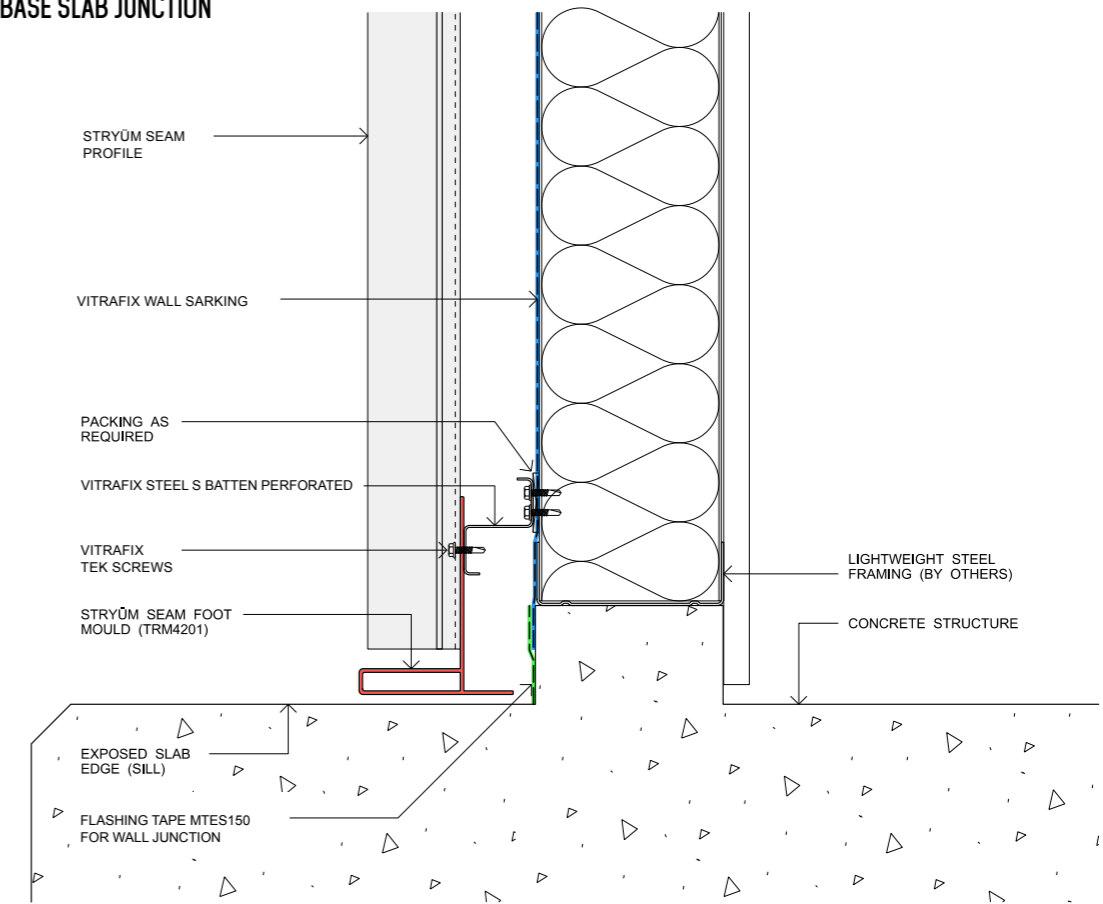 BASE SLAB JUNCTION
STRYÜM SEAM
PROFILE
VITRAFIX WALL SARKING
PACKING AS
REQUIRED
VITRAFIX STEEL S BATTEN PERFORATED
VITRAFIX
TEK SCREWS
STRYŪM SEAM FOOT
MOULD (TRM4201)
EXPOSED SLAB
EDGE (SILL)
FLASHING TAPE MTES150
FOR WALL JUNCTION
LIGHTWEIGHT STEEL
FRAMING (BY OTHERS)
CONCRETE STRUCTURE